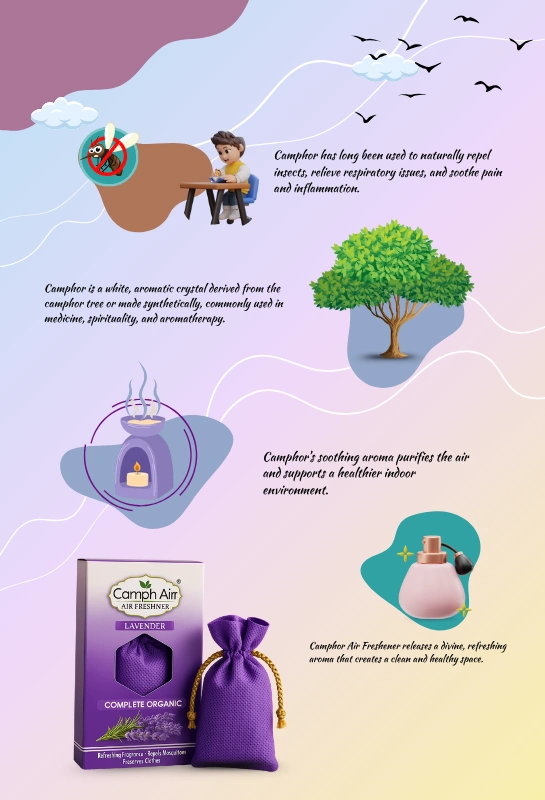 Camphor has long been used to naturally repel
insects, relieve respiratory issues, and soothe pain
and inflammation.
Camphor is a white, aromatic crystal derived from the
camphor tree or made synthetically, commonly used in
medicine, spirituality, and aromatherapy.
Camphor's soothing aroma purifies the air
and supports a healthier indoor
environment.
Camphor Air Freshener releases a divine, refreshing
aroma that creates a clean and healthy space.
Camph Airr®
AIR FRESHNER
LAVENDER
COMPLETE ORGANIC
Refreshing Fragrance - Repels Mosquitoes
Preserves Clothes